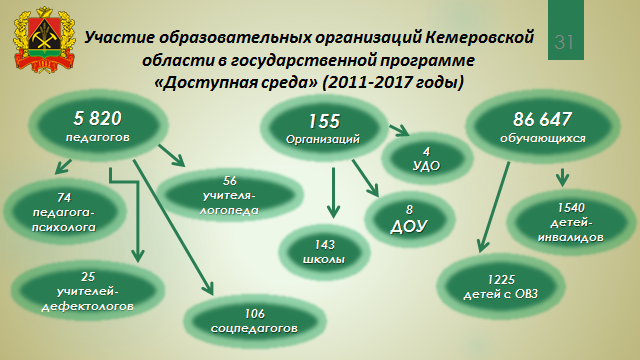 Участие образовательных организаций Кемеровской
области в государственной программе
«Доступная среда» (2011-2017 годы)
31
5 820
педагогов
155
Организаций
86 647
обучающихся
4
УДО
56
учителя-
логопеда
74
педагога-
психолога
8
ДОУ
1540
детей-
инвалидов
143
школы
25
учителей-
дефектологов
1225
детей с ОВЗ
106
соцпедагогов